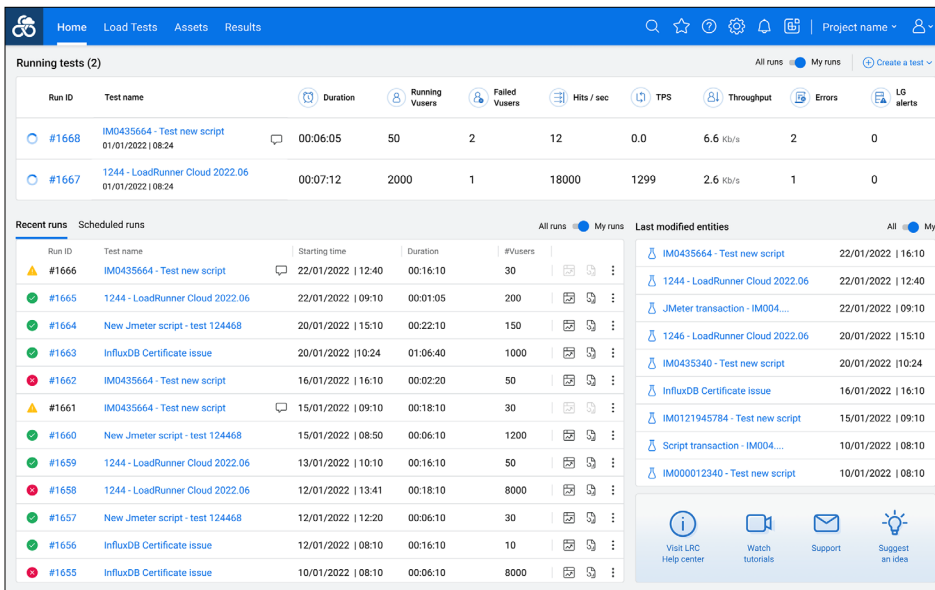 Home Load Tests Assets Results Project name
Running tests (2) All runs My runs Create a test
Run ID Test name Duration Running Vusers Failed Vusers Hits / sec TPS Throughput Errors LG alerts
#1668 IM0435664 - Test new script 00:06:05 50 2 12 0.0 6.6 Kb/s 2 0
01/01/2022 | 08:24
#1667 1244 - LoadRunner Cloud 2022.06 00:07:12 2000 1 18000 1299 2.6 Kb/s 1 0
01/01/2022 | 08:24
Recent runs Scheduled runs All runs My runs
Run ID Test name Starting time Duration #Vusers
#1666 IM0435664 - Test new script 22/01/2022 | 12:40 00:16:10 30
#1665 1244 - LoadRunner Cloud 2022.06 22/01/2022 | 09:10 00:01:05 200
#1664 New Jmeter script - test 124468 20/01/2022 | 15:10 00:22:10 150
#1663 InfluxDB Certificate issue 20/01/2022 |10:24 01:06:40 1000
#1662 IM0435664 - Test new script 16/01/2022 | 16:10 00:02:20 50
#1661 IM0435664 - Test new script 15/01/2022 | 09:10 00:18:10 30
#1660 New Jmeter script - test 124468 15/01/2022 | 08:50 00:06:10 1200
#1659 1244 - LoadRunner Cloud 2022.06 13/01/2022 | 10:10 00:16:10 50
#1658 1244 - LoadRunner Cloud 2022.06 12/01/2022 | 13:41 00:18:10 8000
#1657 New Jmeter script - test 124468 12/01/2022 | 12:20 00:06:10 30
#1656 InfluxDB Certificate issue 12/01/2022 | 08:10 00:16:10 10
#1655 InfluxDB Certificate issue 10/01/2022 | 08:10 00:06:10 8000
Last modified entities All My
IM0435664 - Test new script 22/01/2022 | 16:10
1244 - LoadRunner Cloud 2022.06 22/01/2022 | 12:40
JMeter transaction - IM004.... 22/01/2022 | 09:10
1246 - LoadRunner Cloud 2022.06 20/01/2022 | 15:10
IM0435340 - Test new script 20/01/2022 |10:24
InfluxDB Certificate issue 16/01/2022 | 16:10
IM0121945784 - Test new script 15/01/2022 | 09:10
Script transaction - IM004.... 10/01/2022 | 08:10
IM000012340 - Test new script 10/01/2022 | 08:10
Visit LRC Watch Support Suggest
Help center tutorials an idea